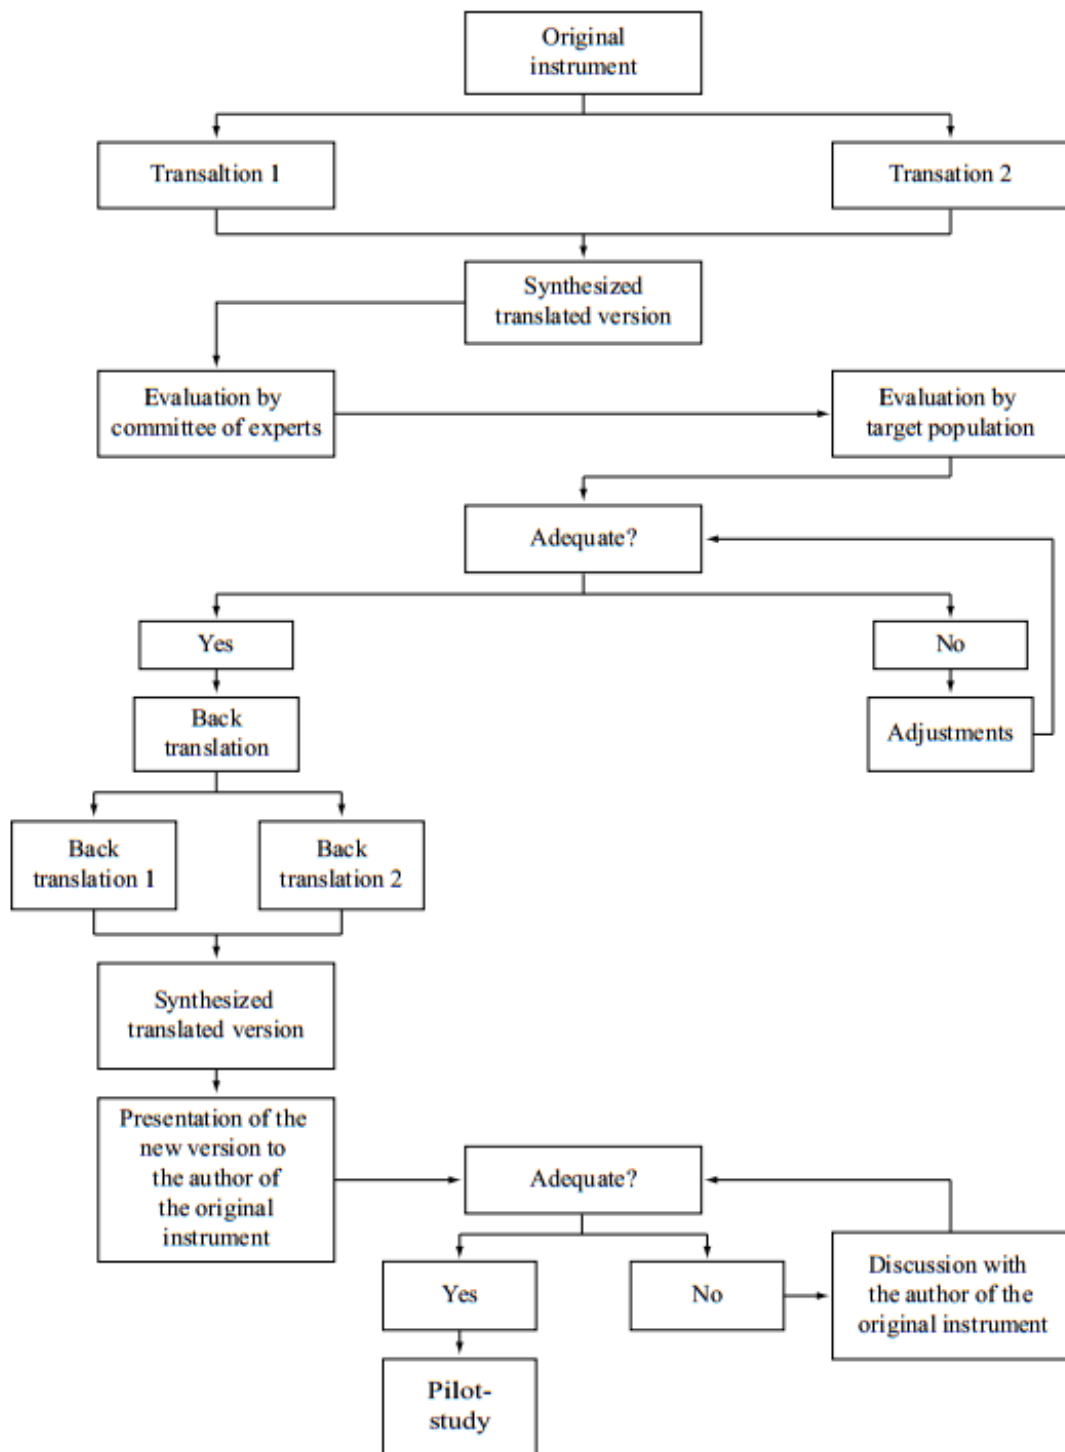 Original
instrument
Transaltion 1
Transation 2
Synthesized
translated version
Evaluation by
committee of experts
Evaluation by
target population
Adequate?
Yes
No
Back
translation
Adjustments
Back
translation 1
Back
translation 2
Synthesized
translated version
Presentation of the
new version to
the author of
the original
instrument
Adequate?
Yes
No
Discussion with
the author of the
original instrument
Pilot-
study